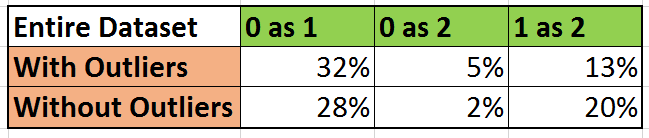 Entire Dataset 0 as 1 0 as 2 1 as 2
With Outliers 32% 5% 13%
Without Outliers 28% 2% 20%